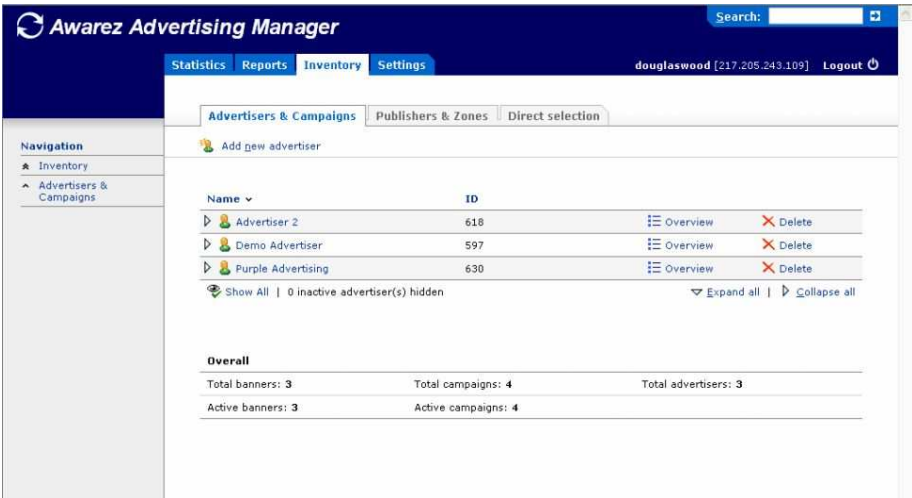 Awarez Advertising Manager
Search:
Statistics Reports Inventory Settings
douglaswood [217.205.243.109] Logout
Advertisers & Campaigns Publishers & Zones Direct selection
Navigation
Inventory
Advertisers &
Campaigns
Add new advertiser
Name ID
Advertiser 2 618 Overview Delete
Demo Advertiser 597 Overview Delete
Purple Advertising 630 Overview Delete
Show All | 0 inactive advertiser(s) hidden Expand all | Collapse all
Overall
Total banners: 3 Total campaigns: 4 Total advertisers: 3
Active banners: 3 Active campaigns: 4